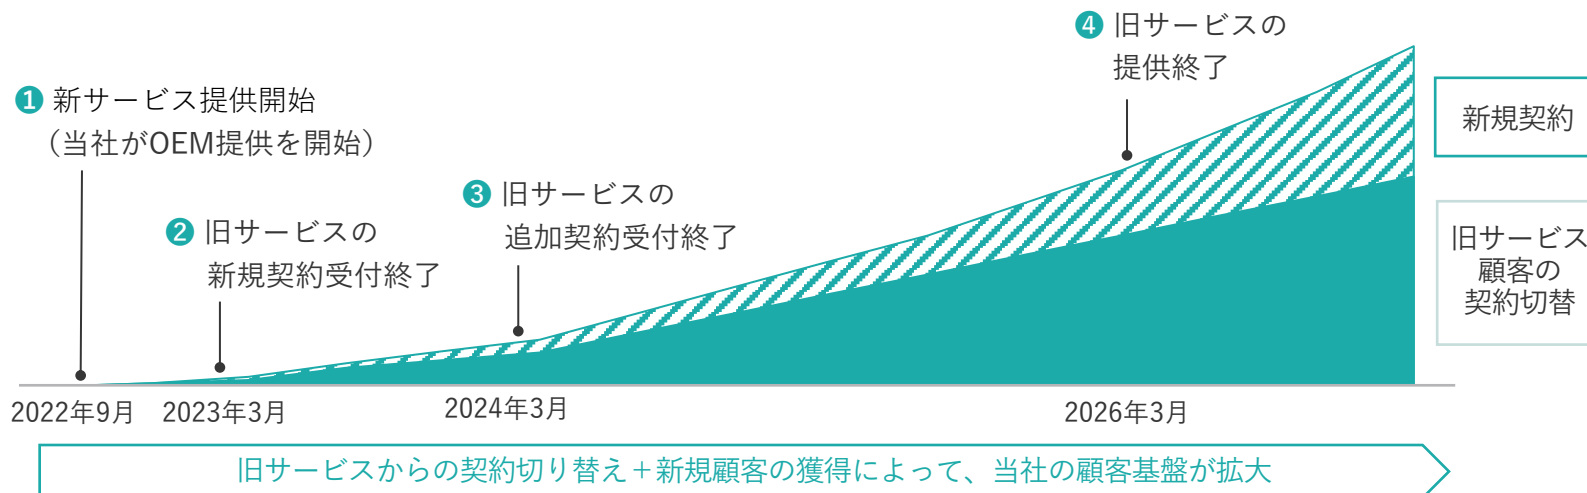 ❶ 新サービス提供開始
（当社がOEM提供を開始）
❷ 旧サービスの
新規契約受付終了
❸ 旧サービスの
追加契約受付終了
❹ 旧サービスの
提供終了
新規契約
旧サービス
顧客の
契約切替
2022年9月
2023年3月
2024年3月
2026年3月
旧サービスからの契約切り替え＋新規顧客の獲得によって、当社の顧客基盤が拡大